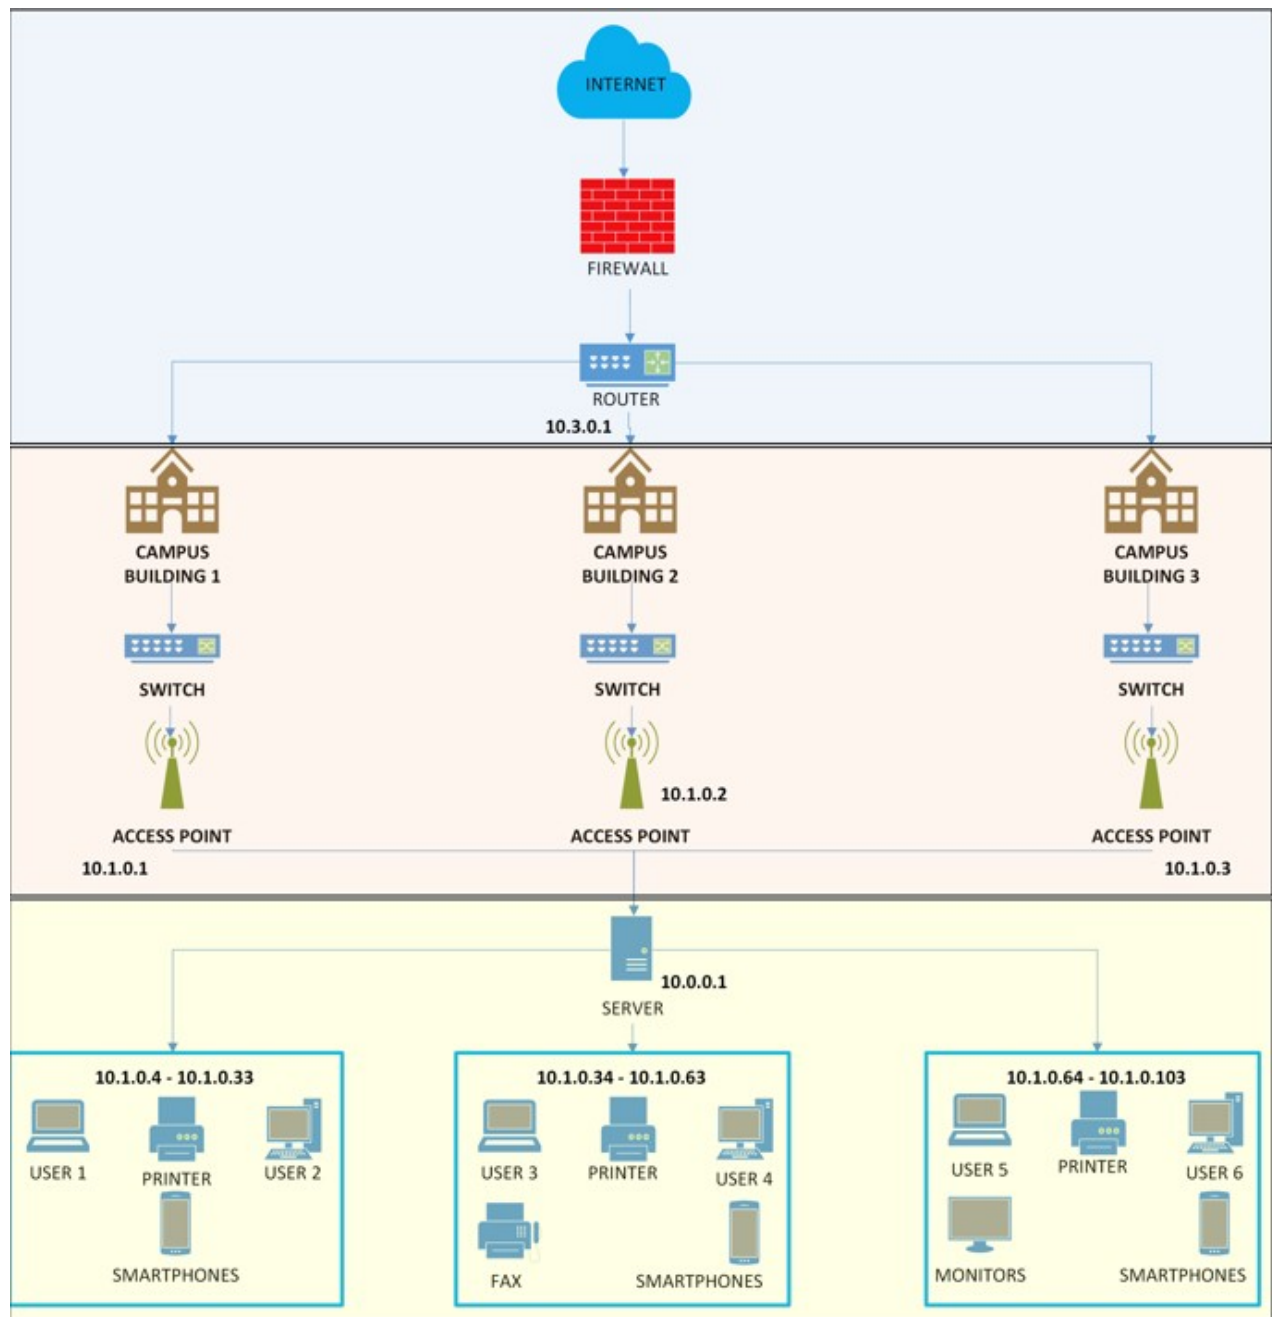 INTERNET
FIREWALL
ROUTER
10.3.0.1
CAMPUS
BUILDING 1
CAMPUS
BUILDING 2
CAMPUS
BUILDING 3
SWITCH
SWITCH
SWITCH
10.1.0.2
ACCESS POINT
ACCESS POINT
ACCESS POINT
10.1.0.1
10.1.0.3
10.0.0.1
SERVER
10.1.0.4 - 10.1.0.33
USER 1
PRINTER
USER 2
SMARTPHONES
10.1.0.34 - 10.1.0.63
USER 3
PRINTER
USER 4
FAX
SMARTPHONES
10.1.0.64 - 10.1.0.103
USER 5
PRINTER
USER 6
MONITORS
SMARTPHONES